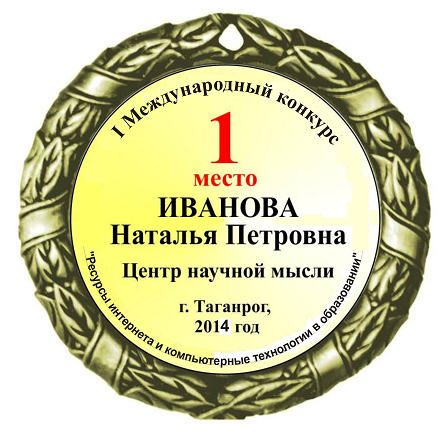 I Международный конкурс
1
место
ИВАНОВА
Наталья Петровна
Центр научной мысли
г. Таганрог,
2014 год
"Ресурсы интернета и компьютерные технологии в образовании"